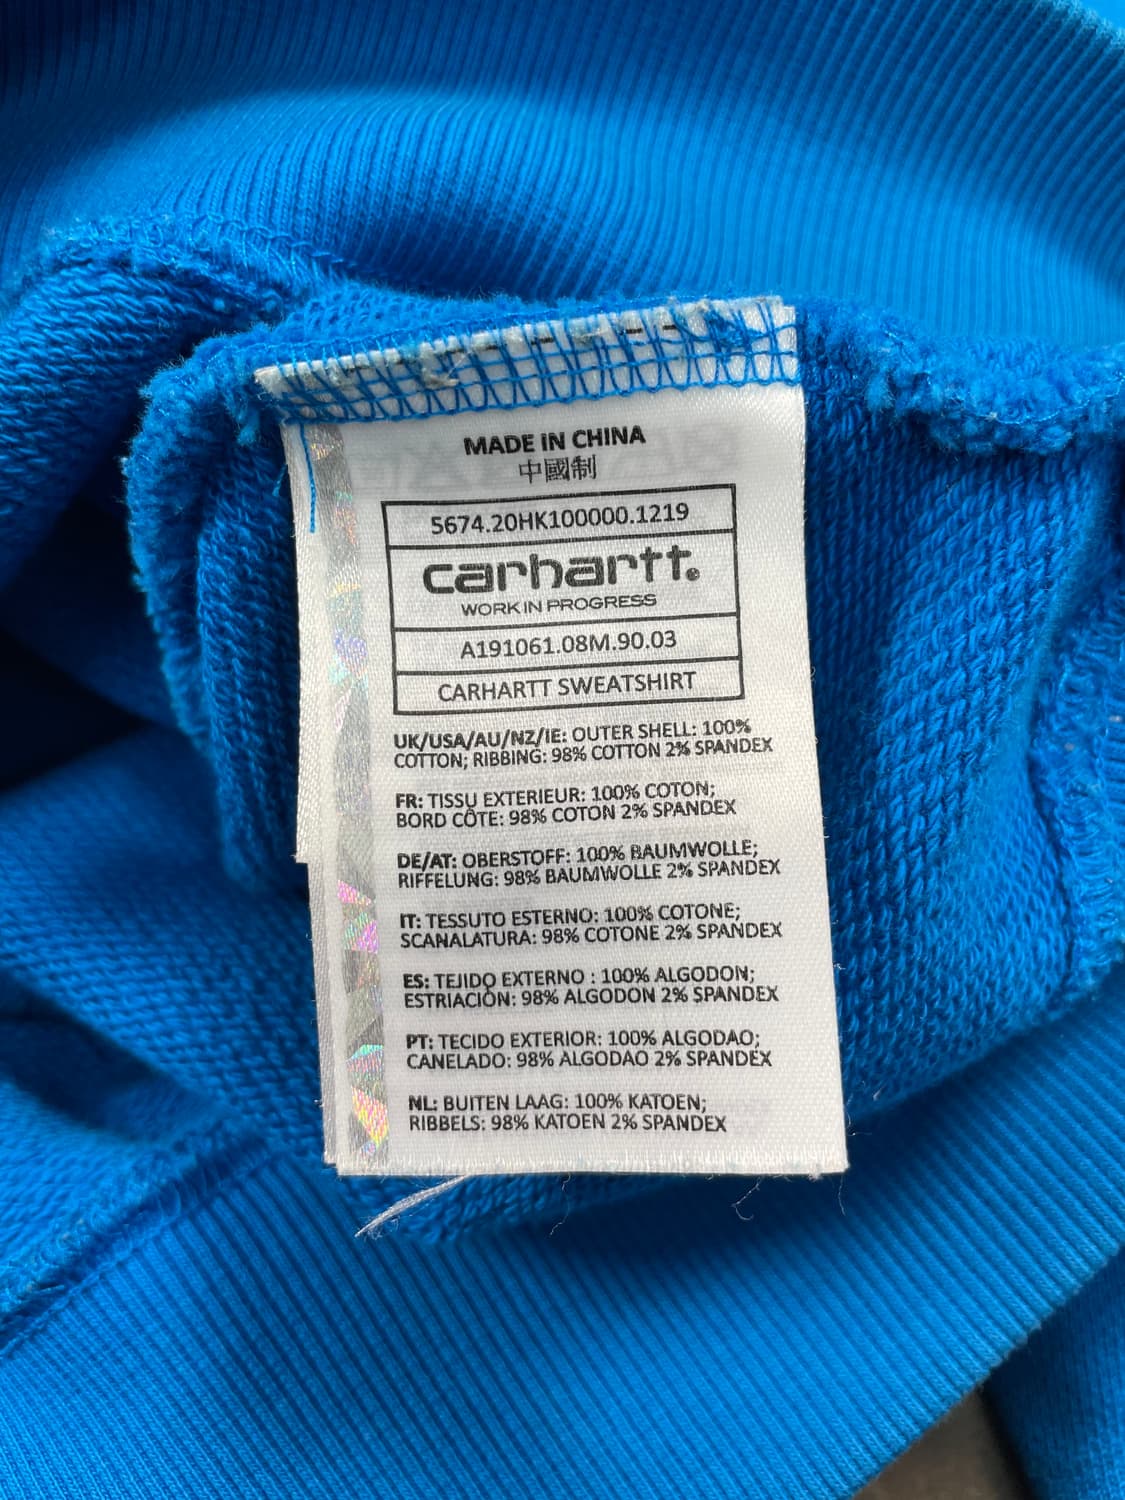 MADE IN CHINA
中國制
5674.20HK100000.1219
carhartt.
WORK IN PROGRESS
A191061.08M.90.03
CARHARTT SWEATSHIRT
UK/USA/AU/NZ/IE: OUTER SHELL: 100%
COTTON; RIBBING: 98% COTTON 2% SPANDEX
FR: TISSU EXTERIEUR: 100% COTON;
BORD CÔTE: 98% COTON 2% SPANDEX
DE/AT: OBERSTOFF: 100% BAUMWOLLE;
RIFFELUNG: 98% BAUMWOLLE 2% SPANDEX
IT: TESSUTO ESTERNO: 100% COTONE;
SCANALATURA: 98% COTONE 2% SPANDEX
ES: TEJIDO EXTERNO : 100% ALGODON;
ESTRIACIÓN: 98% ALGODON 2% SPANDEX
PT: TECIDO EXTERIOR: 100% ALGODAO;
CANELADO: 98% ALGODAO 2% SPANDEX
NL: BUITEN LAAG: 100% KATOEN;
RIBBELS: 98% KATOEN 2% SPANDEX